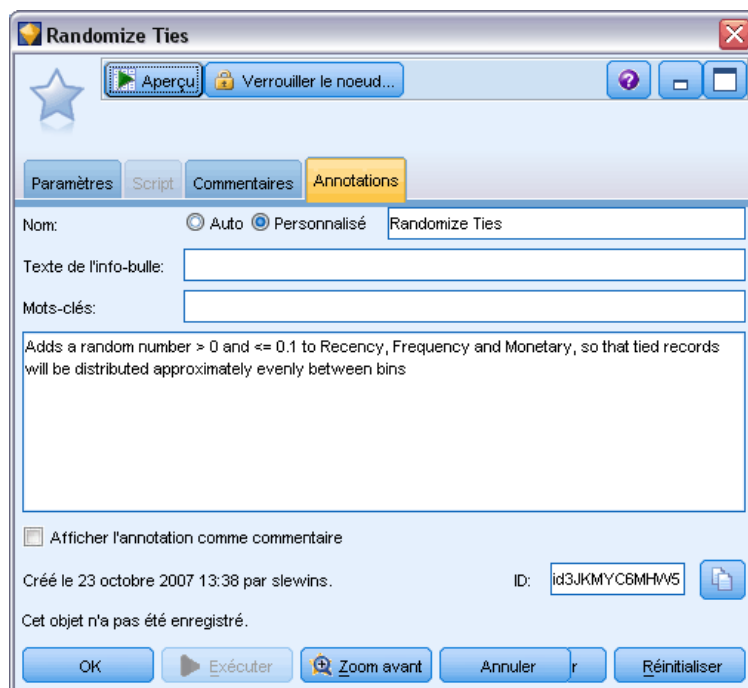 Randomize Ties
Aperçu Verrouiller le noeud...
Paramètres Script Commentaires Annotations
Nom: Auto Personnalisé Randomize Ties
Texte de l'info-bulle:
Mots-clés:
Adds a random number > 0 and <= 0.1 to Recency, Frequency and Monetary, so that tied records
will be distributed approximately evenly between bins
Afficher l'annotation comme commentaire
Créé le 23 octobre 2007 13:38 par slewins. ID: id3JKMYC6MHW5
Cet objet n'a pas été enregistré.
OK Exécuter Zoom avant Annuler r Réinitialiser